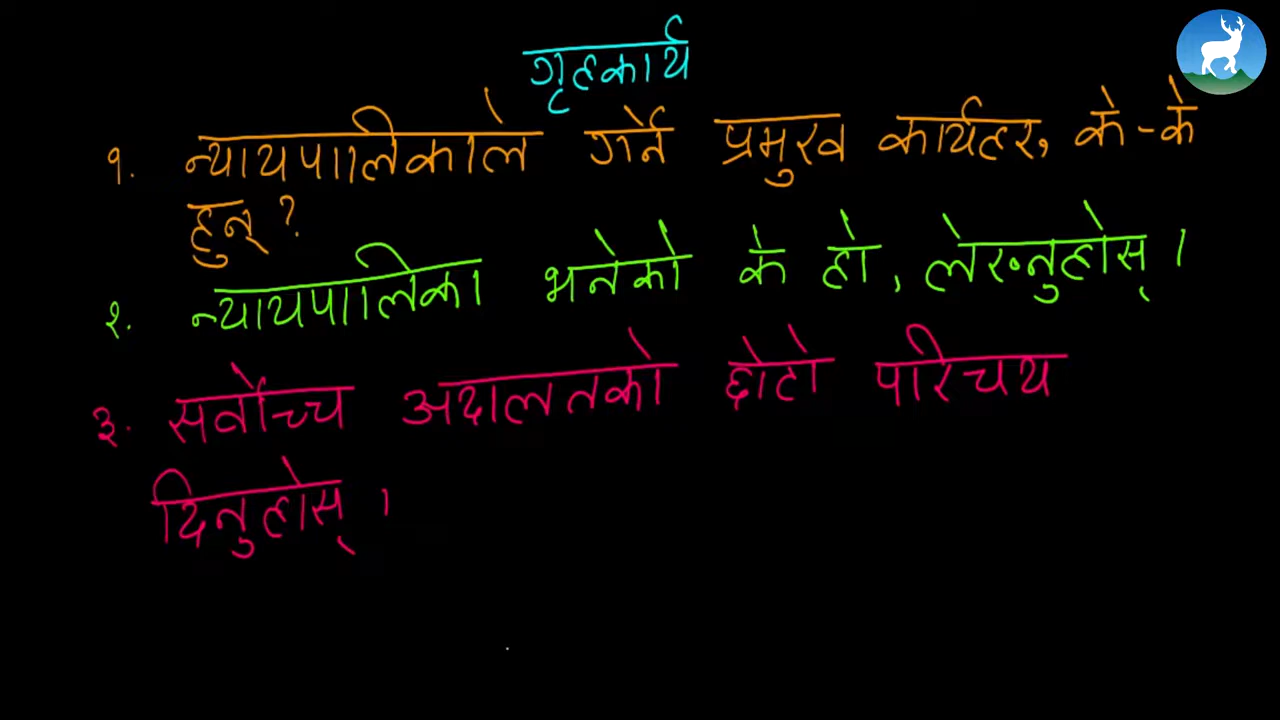 गृहकार्य
१. न्यायपालिकाले गर्ने प्रमुख कार्यहरू के-के
हुन् ?
२. न्यायपालिका भनेको के हो , लेख्नुहोस् ।
३. सर्वोच्च अदालतको छोटो परिचय
दिनुहोस् ।